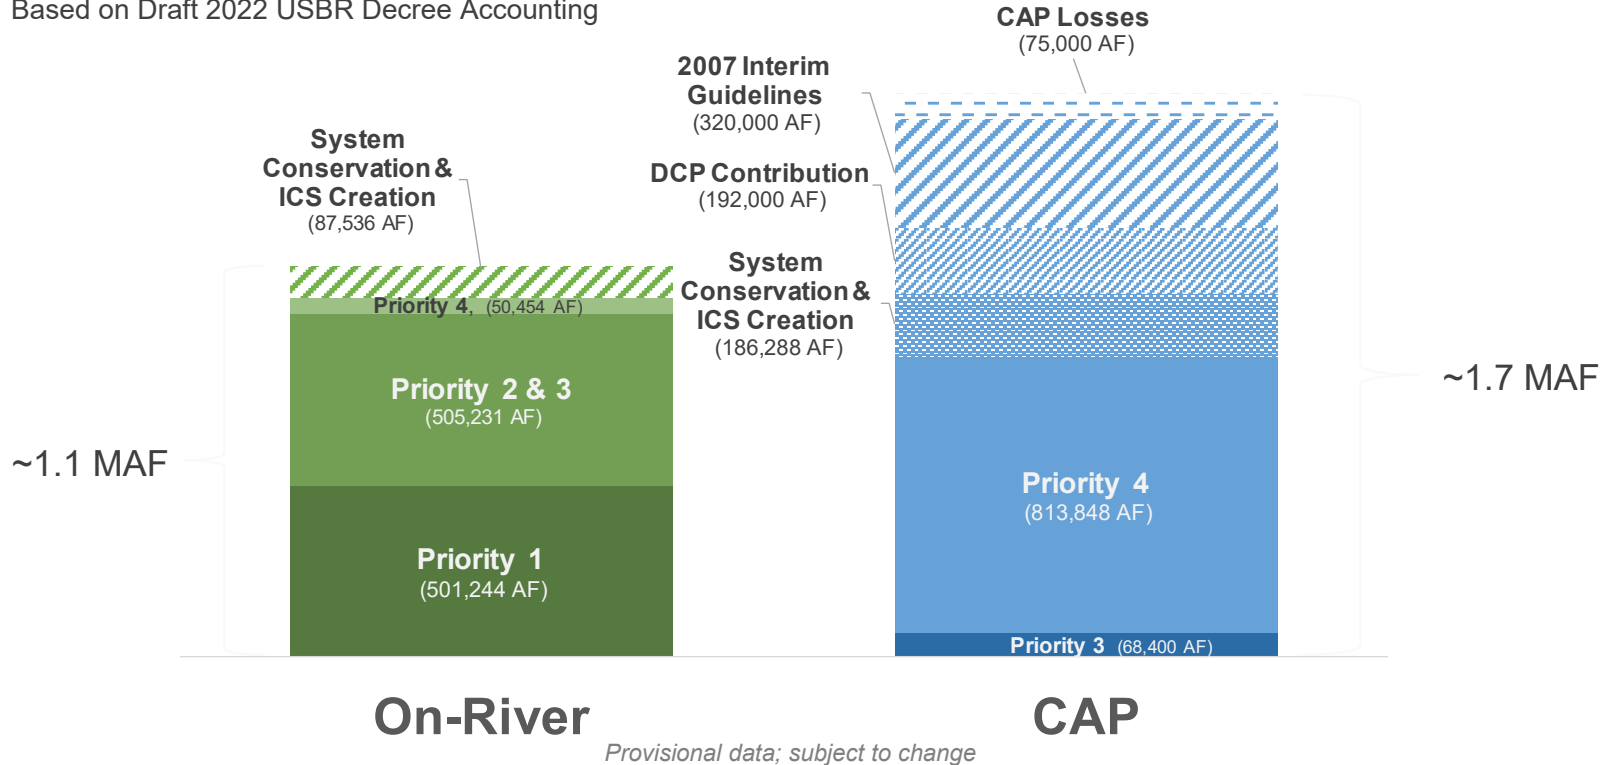 Based on Draft 2022 USBR Decree Accounting
CAP Losses
(75,000 AF)
2007 Interim
Guidelines
(320,000 AF)
System
Conservation &
ICS Creation
(87,536 AF)
DCP Contribution
(192,000 AF)
System
Conservation &
ICS Creation
(186,288 AF)
Priority 4, (50,454 AF)
Priority 2 & 3
(505,231 AF)
~1.7 MAF
~1.1 MAF
Priority 4
(813,848 AF)
Priority 1
(501,244 AF)
Priority 3 (68,400 AF)
On-River
CAP
Provisional data; subject to change